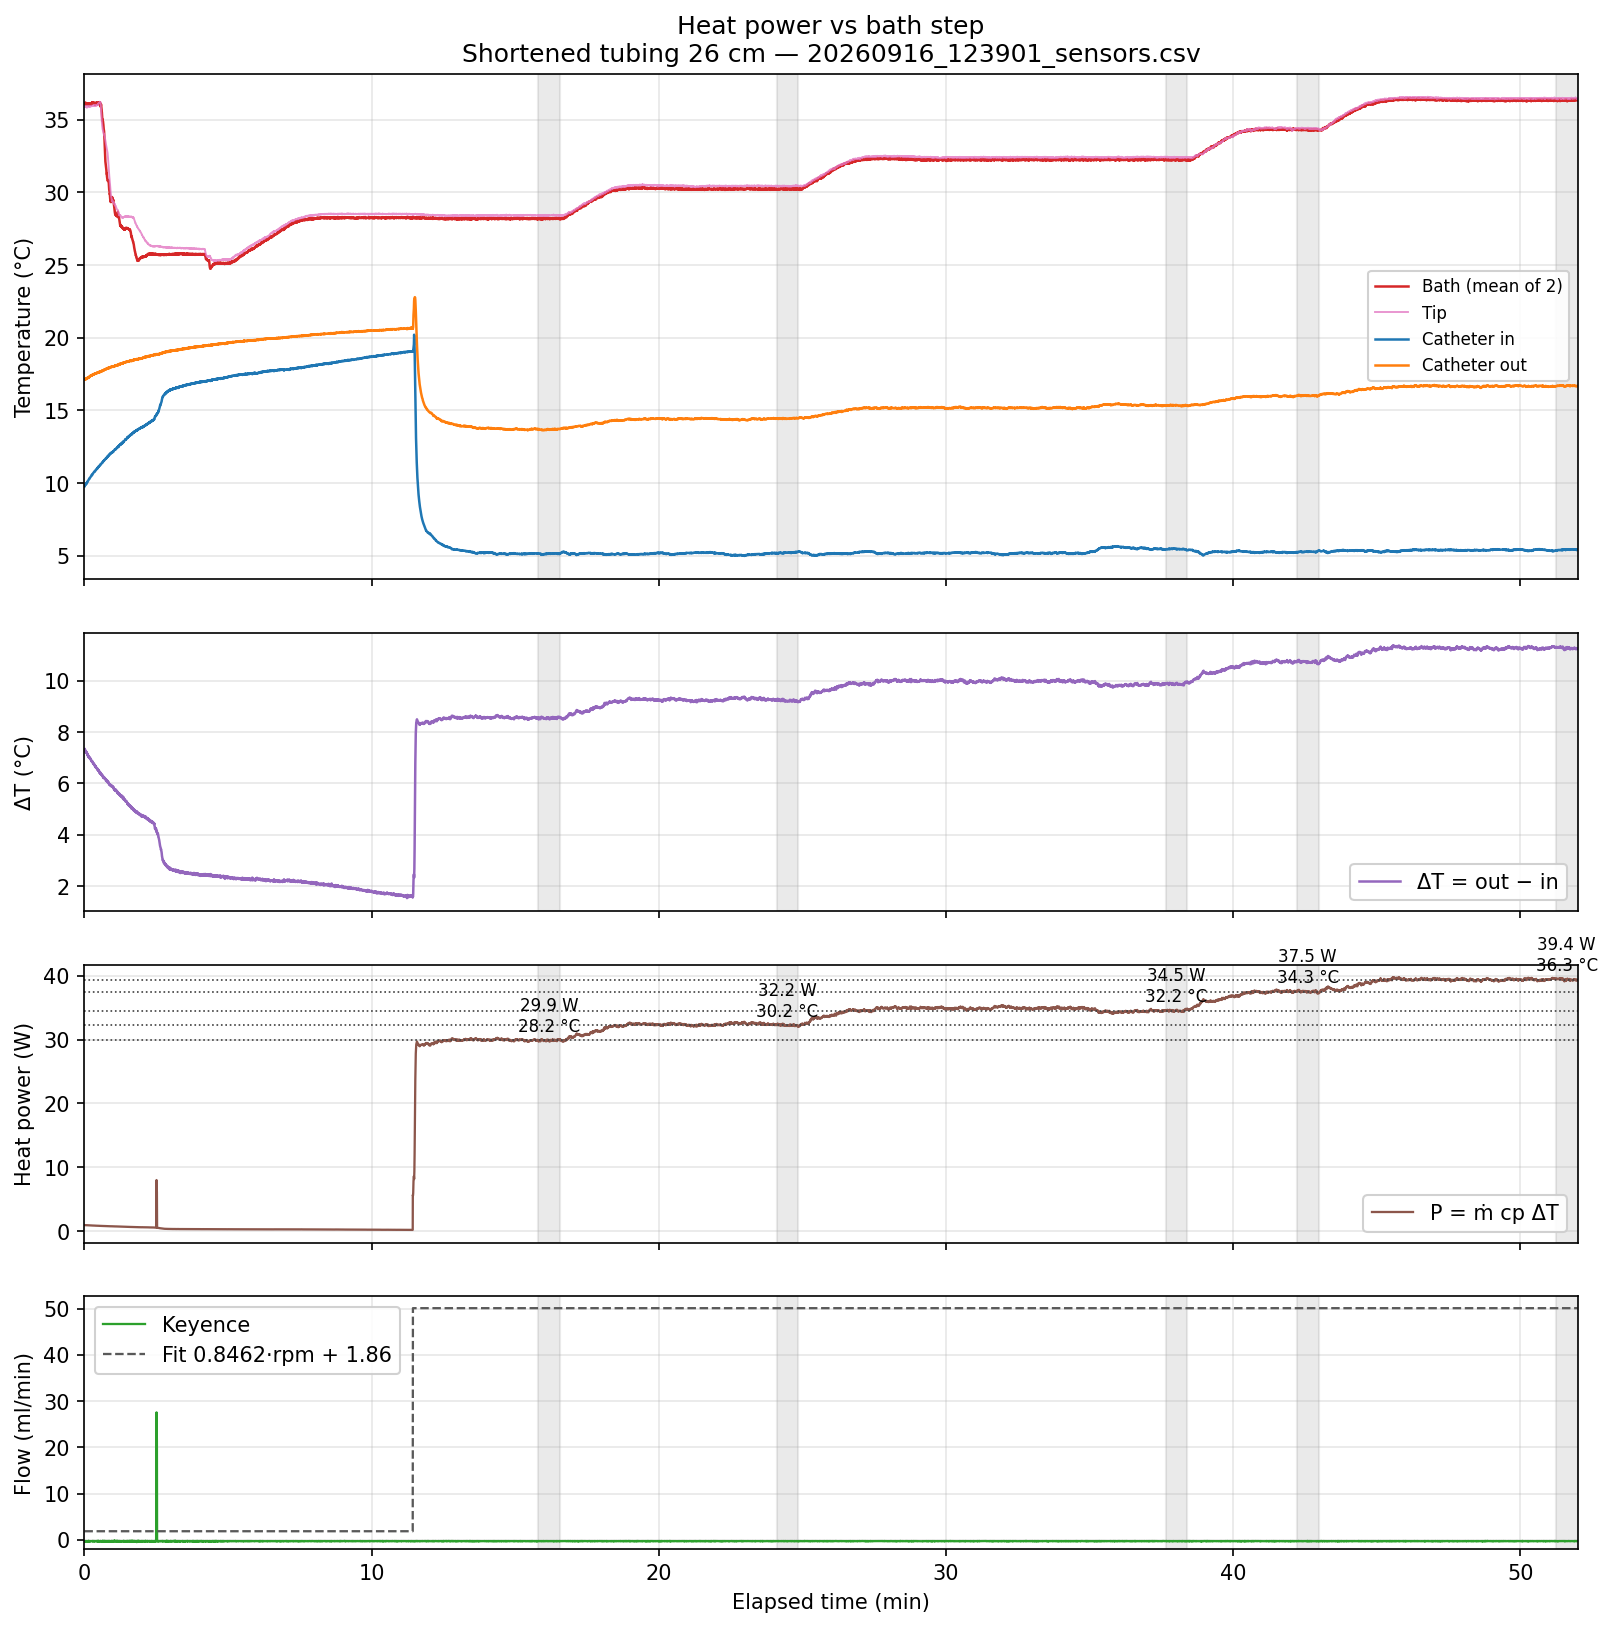 Heat power vs bath step
Shortened tubing 26 cm — 20260916_123901_sensors.csv
Temperature (°C)
35
30
25
20
15
10
5
Bath (mean of 2)
Tip
Catheter in
Catheter out
ΔT (°C)
10
8
6
4
2
ΔT = out − in
Heat power (W)
40
30
20
10
0
29.9 W
28.2 °C
32.2 W
30.2 °C
34.5 W
32.2 °C
37.5 W
34.3 °C
39.4 W
36.3 °C
P = ṁ cp ΔT
Flow (ml/min)
50
40
30
20
10
0
Keyence
Fit 0.8462·rpm + 1.86
0
10
20
30
40
50
Elapsed time (min)